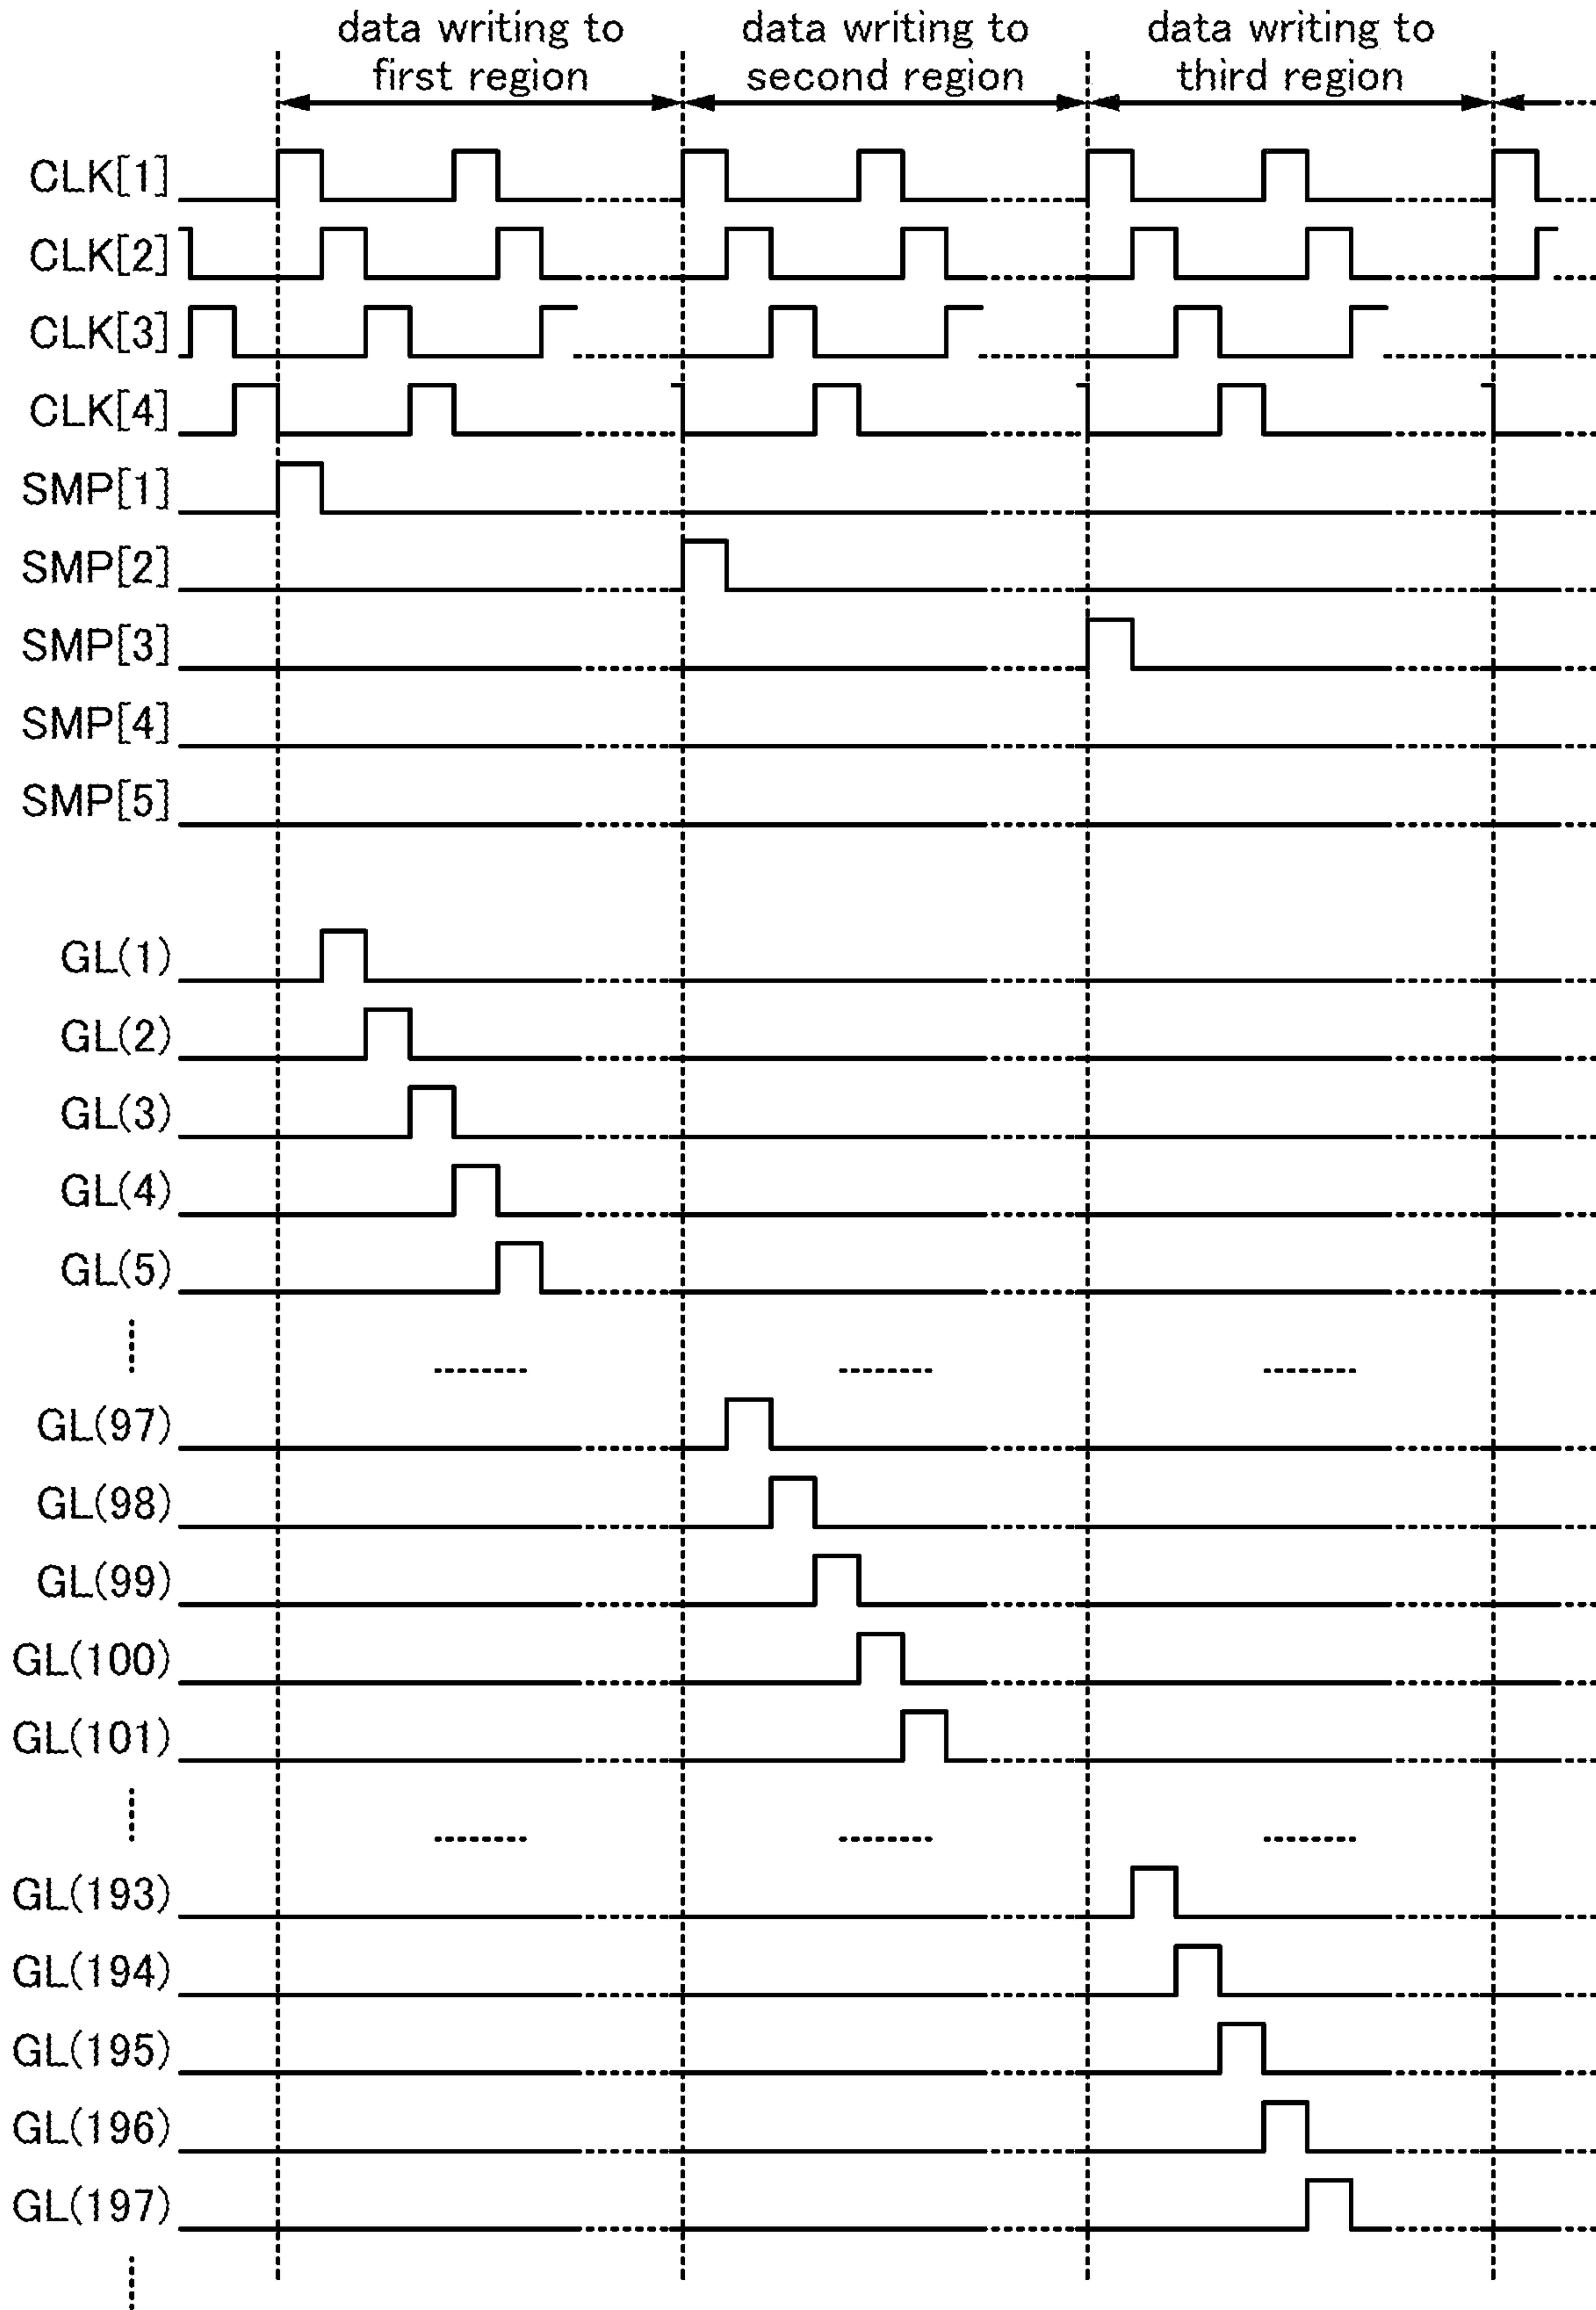 data writing to
first region
data writing to
second region
data writing to
third region
CLK[1]
CLK[2]
CLK[3]
CLK[4]
SMP[1]
SMP[2]
SMP[3]
SMP[4]
SMP[5]
GL(1)
GL(2)
GL(3)
GL(4)
GL(5)
GL(97)
GL(98)
GL(99)
GL(100)
GL(101)
GL(193)
GL(194)
GL(195)
GL(196)
GL(197)